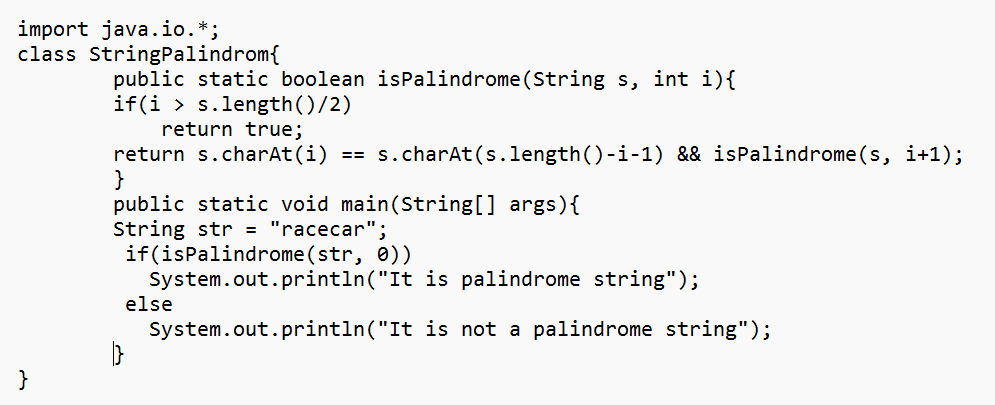 import java.io.*;
class StringPalindrom{
        public static boolean isPalindrome(String s, int i){
        if(i > s.length()/2)
            return true;
        return s.charAt(i) == s.charAt(s.length()-i-1) && isPalindrome(s, i+1);
        }
        public static void main(String[] args){
        String str = "racecar";
         if(isPalindrome(str, 0))
           System.out.println("It is palindrome string");
         else
           System.out.println("It is not a palindrome string");
        }
}